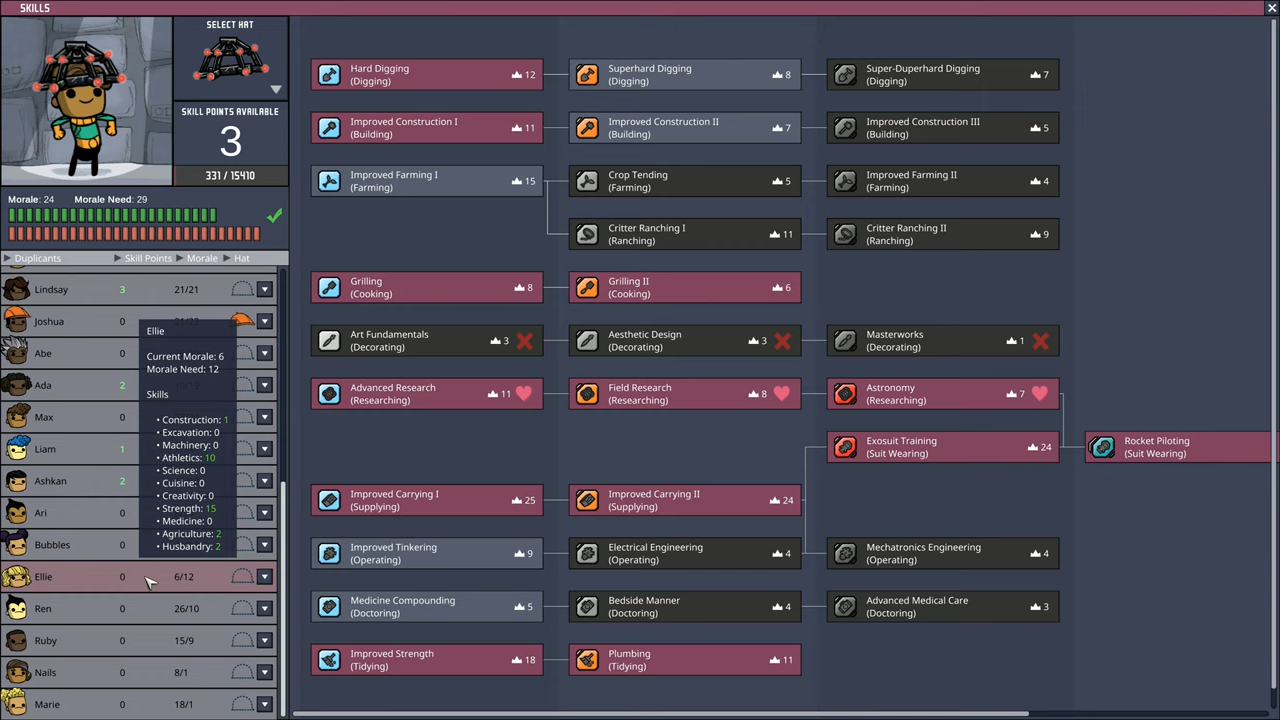 SKILLS
SELECT HAT
SKILL POINTS AVAILABLE
3
331 / 15410
Morale: 24 Morale Need: 29
Duplicants Skill Points Morale Hat
Lindsay 3 21/21
Joshua 0
Abe 0
Ada 2
Max 0
Liam 1
Ashkan 2
Ari 0
Bubbles 0
Ellie 0 6/12
Ren 0 26/10
Ruby 0 15/9
Nails 0 8/1
Marie 0 18/1
Ellie
Current Morale: 6
Morale Need: 12
Skills
• Construction: 1
• Excavation: 0
• Machinery: 0
• Athletics: 10
• Science: 0
• Cuisine: 0
• Creativity: 0
• Strength: 15
• Medicine: 0
• Agriculture: 2
• Husbandry: 2
Hard Digging
(Digging) 12
Superhard Digging
(Digging) 8
Super-Duperhard Digging
(Digging) 7
Improved Construction I
(Building) 11
Improved Construction II
(Building) 7
Improved Construction III
(Building) 5
Improved Farming I
(Farming) 15
Crop Tending
(Farming) 5
Improved Farming II
(Farming) 4
Critter Ranching I
(Ranching) 11
Critter Ranching II
(Ranching) 9
Grilling
(Cooking) 8
Grilling II
(Cooking) 6
Art Fundamentals
(Decorating) 3
Aesthetic Design
(Decorating) 3
Masterworks
(Decorating) 1
Advanced Research
(Researching) 11
Field Research
(Researching) 8
Astronomy
(Researching) 7
Exosuit Training
(Suit Wearing) 24
Rocket Piloting
(Suit Wearing)
Improved Carrying I
(Supplying) 25
Improved Carrying II
(Supplying) 24
Improved Tinkering
(Operating) 9
Electrical Engineering
(Operating) 4
Mechatronics Engineering
(Operating) 4
Medicine Compounding
(Doctoring) 5
Bedside Manner
(Doctoring) 4
Advanced Medical Care
(Doctoring) 3
Improved Strength
(Tidying) 18
Plumbing
(Tidying) 11